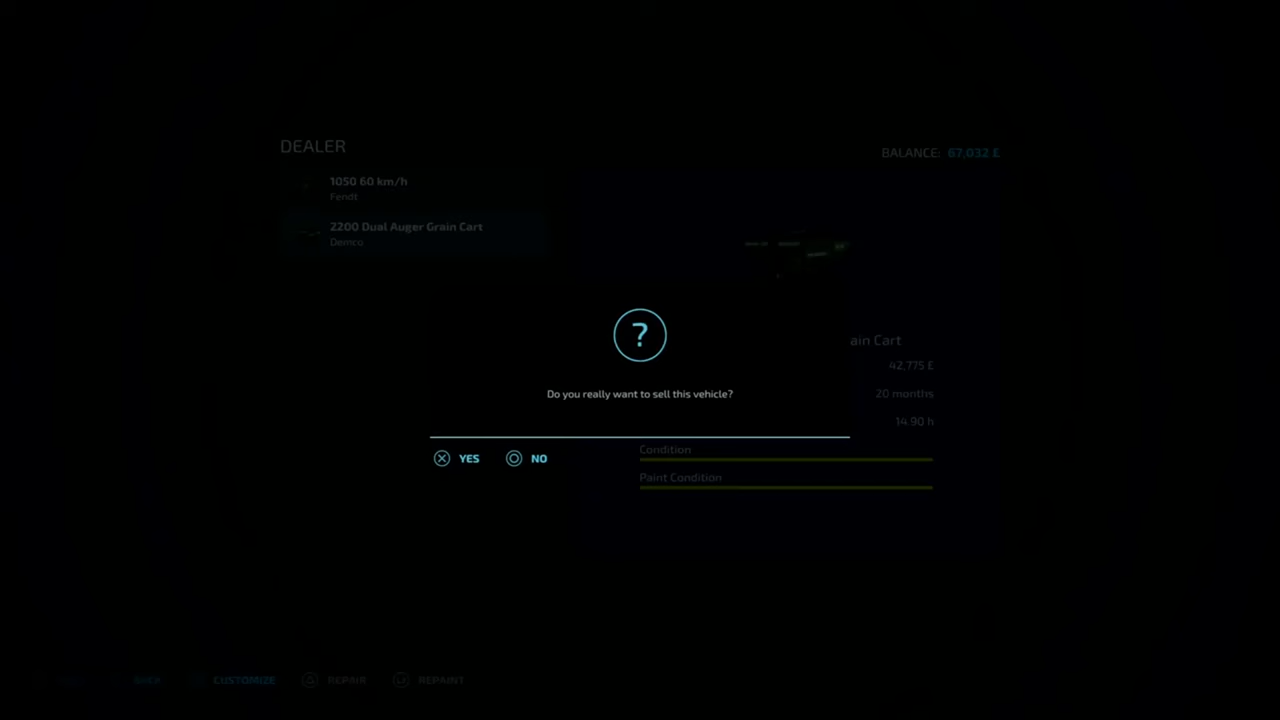 DEALER
BALANCE: 67,032 £
1050 60 km/h
Fendt
2200 Dual Auger Grain Cart
Demco
?
ain Cart
42,775 £
Do you really want to sell this vehicle?
20 months
14.90 h
YES NO
Condition
Paint Condition
CUSTOMIZE REPAIR REPAINT